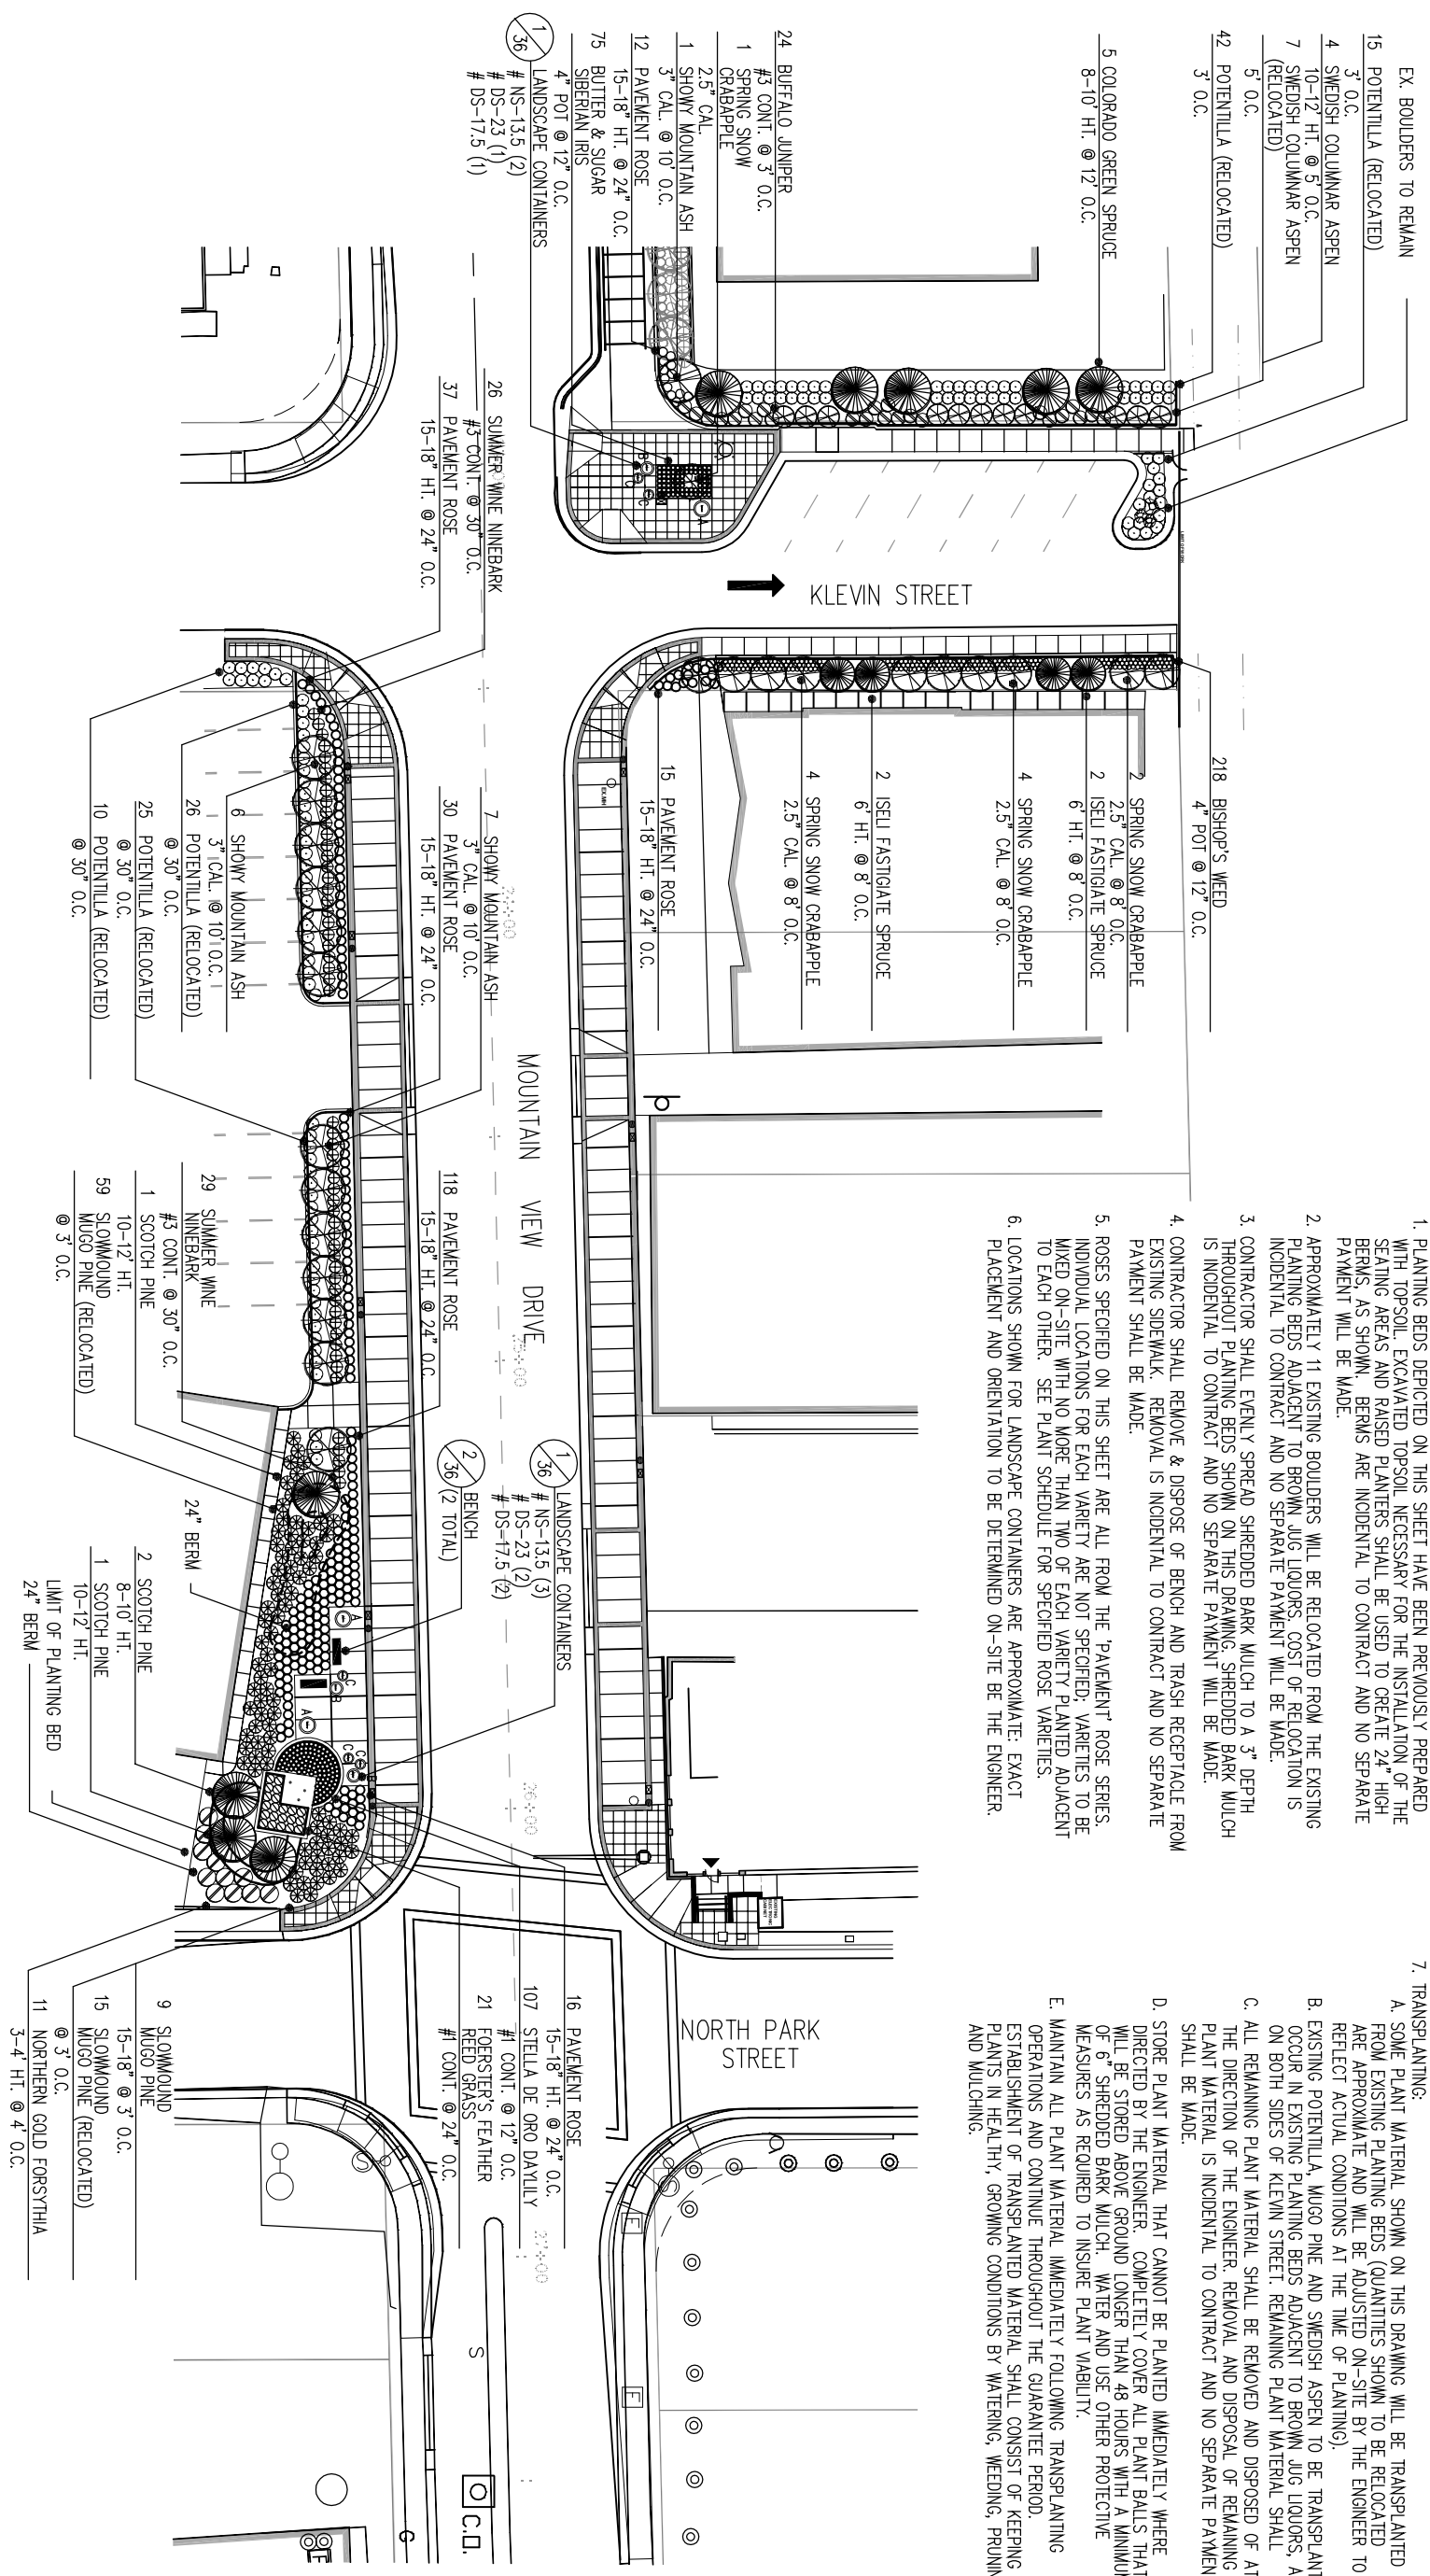 EX. BOULDERS TO REMAIN
15 POTENTILLA (RELOCATED)
3' O.C.
4 SWEDISH COLUMNAR ASPEN
10-12' HT. @ 5' O.C.
7 SWEDISH COLUMNAR ASPEN
(RELOCATED)
5' O.C.
42 POTENTILLA (RELOCATED)
3' O.C.
5 COLORADO GREEN SPRUCE
8-10' HT. @ 12' O.C.
24 BUFFALO JUNIPER
#3 CONT. @ 3' O.C.
1 SPRING SNOW
CRABAPPLE
2.5" CAL.
1 SHOWY MOUNTAIN ASH
3" CAL. @ 10' O.C.
12 PAVEMENT ROSE
15-18" HT. @ 24" O.C.
75 BUTTER & SUGAR
SIBERIAN IRIS
4" POT @ 12" O.C.
1
36
LANDSCAPE CONTAINERS
# NS-13.5 (2)
# DS-23 (1)
# DS-17.5 (1)
B
C
C
A
KLEVIN STREET
26 SUMMER WINE NINEBARK
#3 CONT. @ 30" O.C.
37 PAVEMENT ROSE
15-18" HT. @ 24" O.C.
218 BISHOP'S WEED
4" POT @ 12" O.C.
2 SPRING SNOW CRABAPPLE
2.5" CAL. @ 8' O.C.
2 ISELI FASTIGIATE SPRUCE
6' HT. @ 8' O.C.
4 SPRING SNOW CRABAPPLE
2.5" CAL. @ 8' O.C.
2 ISELI FASTIGIATE SPRUCE
6' HT. @ 8' O.C.
4 SPRING SNOW CRABAPPLE
2.5" CAL. @ 8' O.C.
15 PAVEMENT ROSE
15-18" HT. @ 24" O.C.
EX.MH
7 SHOWY MOUNTAIN ASH
3" CAL. @ 10' O.C.
30 PAVEMENT ROSE
15-18" HT. @ 24" O.C.
6 SHOWY MOUNTAIN ASH
3" CAL. @ 10' O.C.
26 POTENTILLA (RELOCATED)
@ 30" O.C.
25 POTENTILLA (RELOCATED)
@ 30" O.C.
10 POTENTILLA (RELOCATED)
@ 30" O.C.
MOUNTAIN VIEW DRIVE
118 PAVEMENT ROSE
15-18" HT. @ 24" O.C.
29 SUMMER WINE
NINEBARK
#3 CONT. @ 30" O.C.
1 SCOTCH PINE
10-12' HT.
59 SLOWMOUND
MUGO PINE (RELOCATED)
@ 3' O.C.
1
36
LANDSCAPE CONTAINERS
# NS-13.5 (3)
# DS-23 (2)
# DS-17.5 (2)
2
36
BENCH
(2 TOTAL)
24" BERM
2 SCOTCH PINE
8-10' HT.
1 SCOTCH PINE
10-12' HT.
LIMIT OF PLANTING BED
24" BERM
A
C
B
A
C
C
26+00
1. PLANTING BEDS DEPICTED ON THIS SHEET HAVE BEEN PREVIOUSLY PREPARED
WITH TOPSOIL. EXCAVATED TOPSOIL NECESSARY FOR THE INSTALLATION OF THE
SEATING AREAS AND RAISED PLANTERS SHALL BE USED TO CREATE 24" HIGH
BERMS, AS SHOWN. BERMS ARE INCIDENTAL TO CONTRACT AND NO SEPARATE
PAYMENT WILL BE MADE.
2. APPROXIMATELY 11 EXISTING BOULDERS WILL BE RELOCATED FROM THE EXISTING
PLANTING BEDS ADJACENT TO BROWN JUG LIQUORS. COST OF RELOCATION IS
INCIDENTAL TO CONTRACT AND NO SEPARATE PAYMENT WILL BE MADE.
3. CONTRACTOR SHALL EVENLY SPREAD SHREDDED BARK MULCH TO A 3" DEPTH
THROUGHOUT PLANTING BEDS SHOWN ON THIS DRAWING. SHREDDED BARK MULCH
IS INCIDENTAL TO CONTRACT AND NO SEPARATE PAYMENT WILL BE MADE.
4. CONTRACTOR SHALL REMOVE & DISPOSE OF BENCH AND TRASH RECEPTACLE FROM
EXISTING SIDEWALK. REMOVAL IS INCIDENTAL TO CONTRACT AND NO SEPARATE
PAYMENT SHALL BE MADE.
5. ROSES SPECIFIED ON THIS SHEET ARE ALL FROM THE 'PAVEMENT' ROSE SERIES.
INDIVIDUAL LOCATIONS FOR EACH VARIETY ARE NOT SPECIFIED; VARIETIES TO BE
MIXED ON-SITE WITH NO MORE THAN TWO OF EACH VARIETY PLANTED ADJACENT
TO EACH OTHER. SEE PLANT SCHEDULE FOR SPECIFIED ROSE VARIETIES.
6. LOCATIONS SHOWN FOR LANDSCAPE CONTAINERS ARE APPROXIMATE: EXACT
PLACEMENT AND ORIENTATION TO BE DETERMINED ON-SITE BE THE ENGINEER.
7. TRANSPLANTING:
A. SOME PLANT MATERIAL SHOWN ON THIS DRAWING WILL BE TRANSPLANTED
FROM EXISTING PLANTING BEDS (QUANTITIES SHOWN TO BE RELOCATED
ARE APPROXIMATE AND WILL BE ADJUSTED ON-SITE BY THE ENGINEER TO
REFLECT ACTUAL CONDITIONS AT THE TIME OF PLANTING).
B. EXISTING POTENTILLA, MUGO PINE AND SWEDISH ASPEN TO BE TRANSPLANT
OCCUR IN EXISTING PLANTING BEDS ADJACENT TO BROWN JUG LIQUORS, A
ON BOTH SIDES OF KLEVIN STREET. REMAINING PLANT MATERIAL SHALL
C. ALL REMAINING PLANT MATERIAL SHALL BE REMOVED AND DISPOSED OF AT
THE DIRECTION OF THE ENGINEER. REMOVAL AND DISPOSAL OF REMAINING
PLANT MATERIAL IS INCIDENTAL TO CONTRACT AND NO SEPARATE PAYMEN
SHALL BE MADE.
D. STORE PLANT MATERIAL THAT CANNOT BE PLANTED IMMEDIATELY WHERE
DIRECTED BY THE ENGINEER. COMPLETELY COVER ALL PLANT BALLS THAT
WILL BE STORED ABOVE GROUND LONGER THAN 48 HOURS WITH A MINIMU
OF 6" SHREDDED BARK MULCH. WATER AND USE OTHER PROTECTIVE
MEASURES AS REQUIRED TO INSURE PLANT VIABILITY.
E. MAINTAIN ALL PLANT MATERIAL IMMEDIATELY FOLLOWING TRANSPLANTING
OPERATIONS AND CONTINUE THROUGHOUT THE GUARANTEE PERIOD.
ESTABLISHMENT OF TRANSPLANTED MATERIAL SHALL CONSIST OF KEEPING
PLANTS IN HEALTHY, GROWING CONDITIONS BY WATERING, WEEDING, PRUNIN
AND MULCHING.
NORTH PARK
STREET
16 PAVEMENT ROSE
15-18" HT. @ 24" O.C.
107 STELLA DE ORO DAYLILY
#1 CONT. @ 12" O.C.
21 FOERSTER'S FEATHER
REED GRASS
#1 CONT. @ 24" O.C.
27+00
9 SLOWMOUND
MUGO PINE
15-18" @ 3' O.C.
15 SLOWMOUND
MUGO PINE (RELOCATED)
@ 3' O.C.
11 NORTHERN GOLD FORSYTHIA
3-4' HT. @ 4' O.C.
S
S
E
E
S
C.O.
G
E